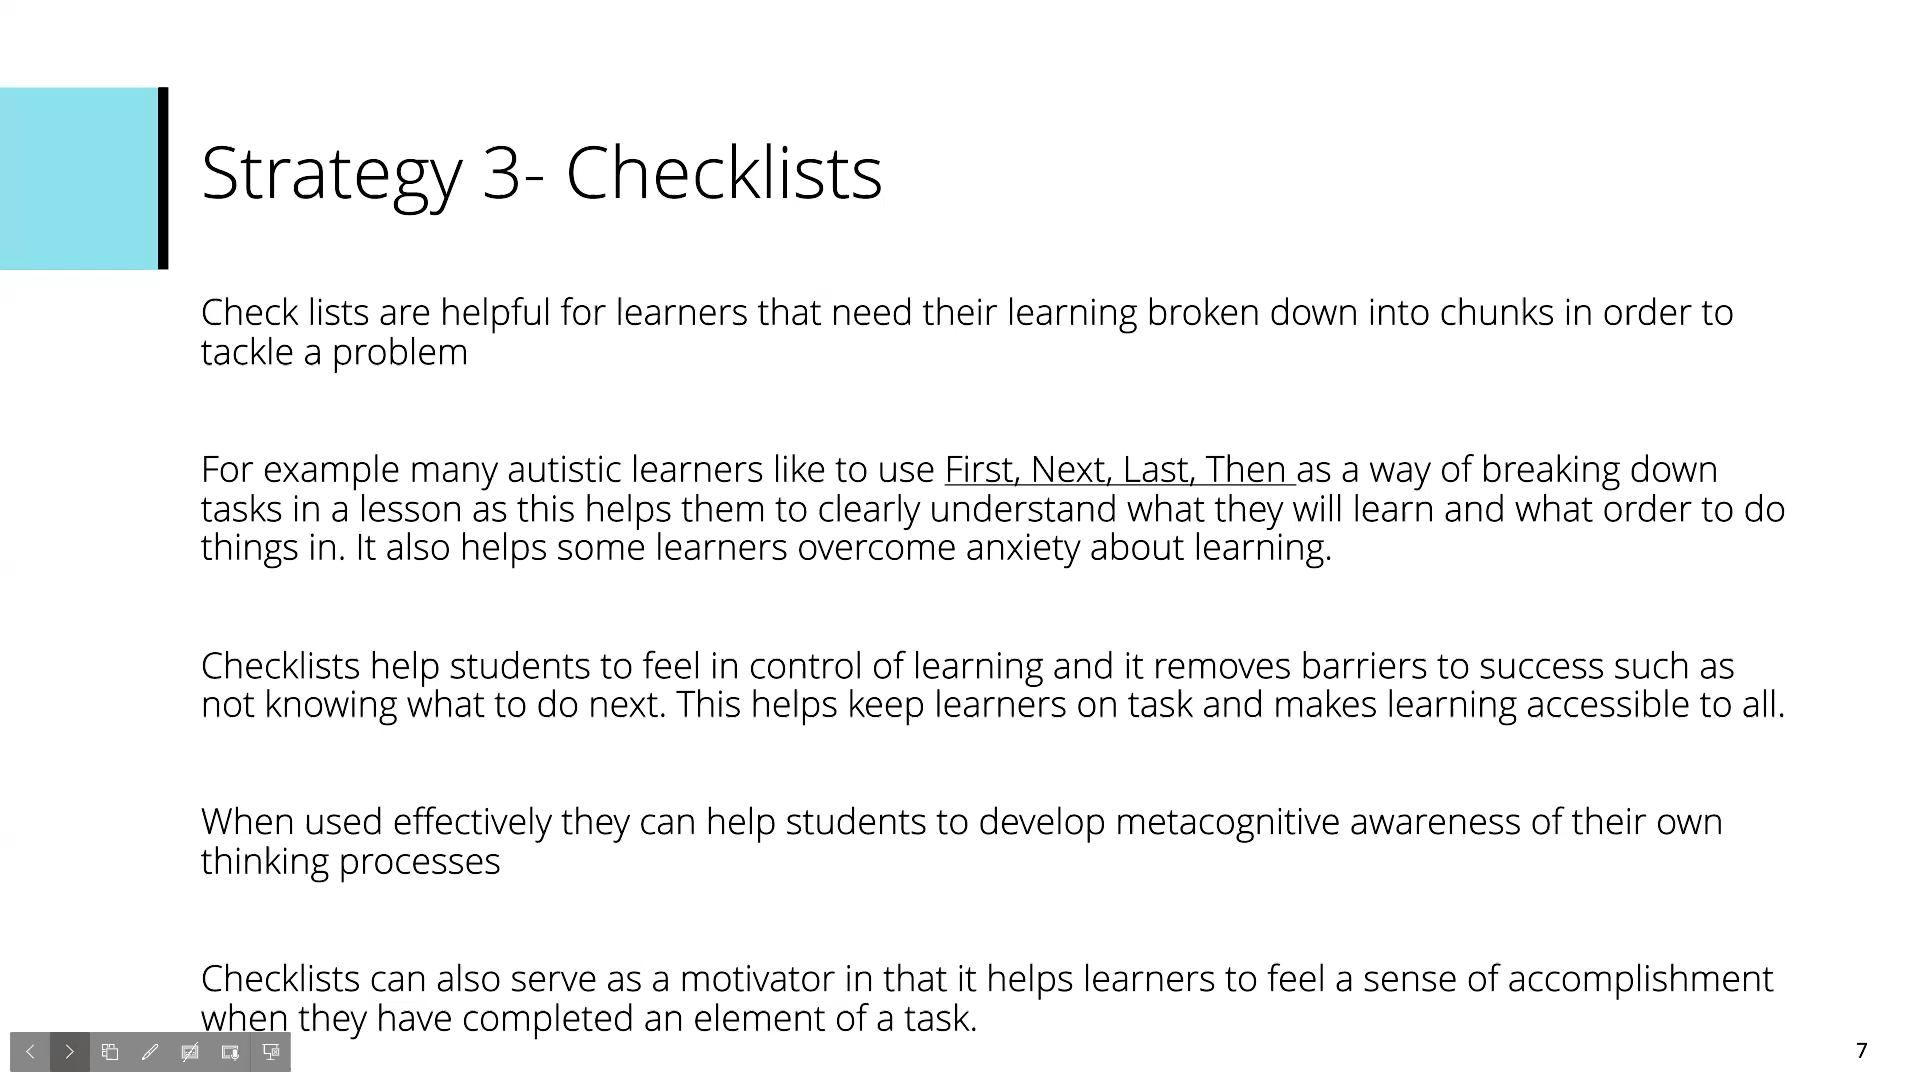 Strategy 3- Checklists
Check lists are helpful for learners that need their learning broken down into chunks in order to
tackle a problem
For example many autistic learners like to use First, Next, Last, Then as a way of breaking down
tasks in a lesson as this helps them to clearly understand what they will learn and what order to do
things in. It also helps some learners overcome anxiety about learning.
Checklists help students to feel in control of learning and it removes barriers to success such as
not knowing what to do next. This helps keep learners on task and makes learning accessible to all.
When used effectively they can help students to develop metacognitive awareness of their own
thinking processes
Checklists can also serve as a motivator in that it helps learners to feel a sense of accomplishment
when they have completed an element of a task.
7